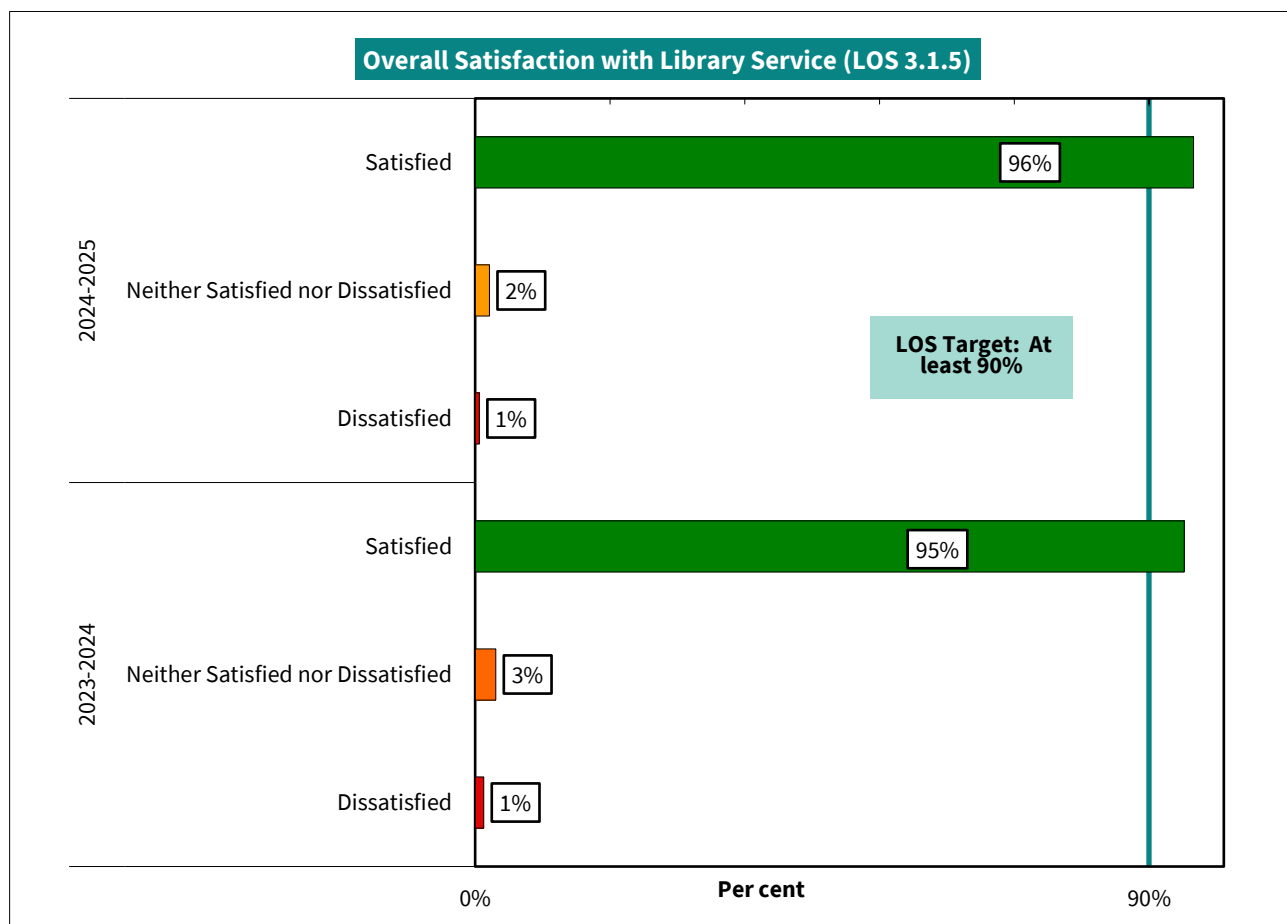 Overall Satisfaction with Library Service (LOS 3.1.5)
2024-2025
Satisfied
96%
Neither Satisfied nor Dissatisfied
2%
LOS Target:  At
least 90%
Dissatisfied
1%
2023-2024
Satisfied
95%
Neither Satisfied nor Dissatisfied
3%
Dissatisfied
1%
0%
Per cent
90%